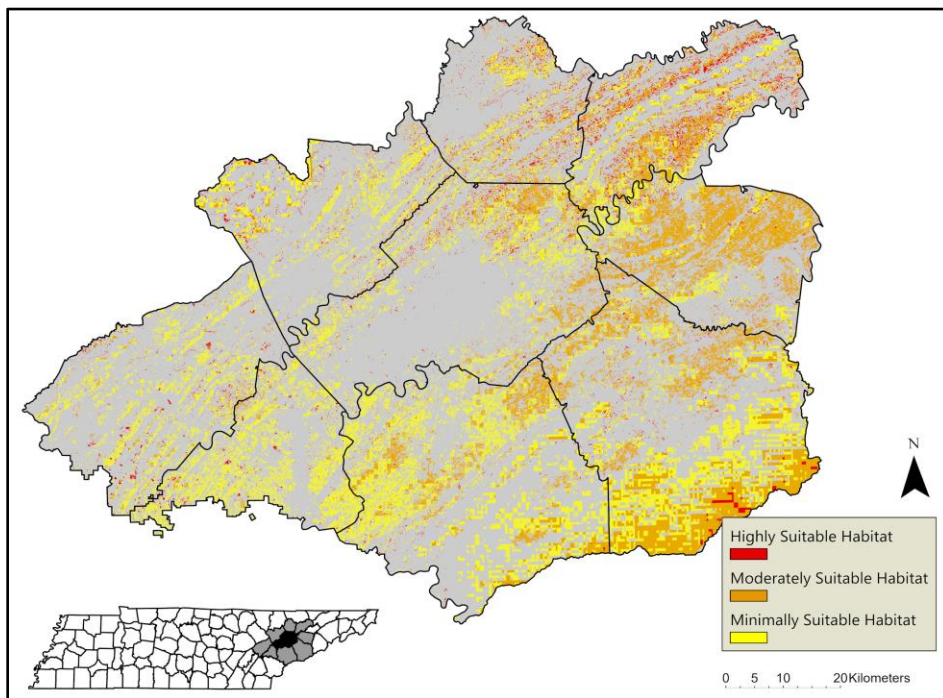 N
Highly Suitable Habitat
Moderately Suitable Habitat
Minimally Suitable Habitat
0 5 10 20 Kilometers